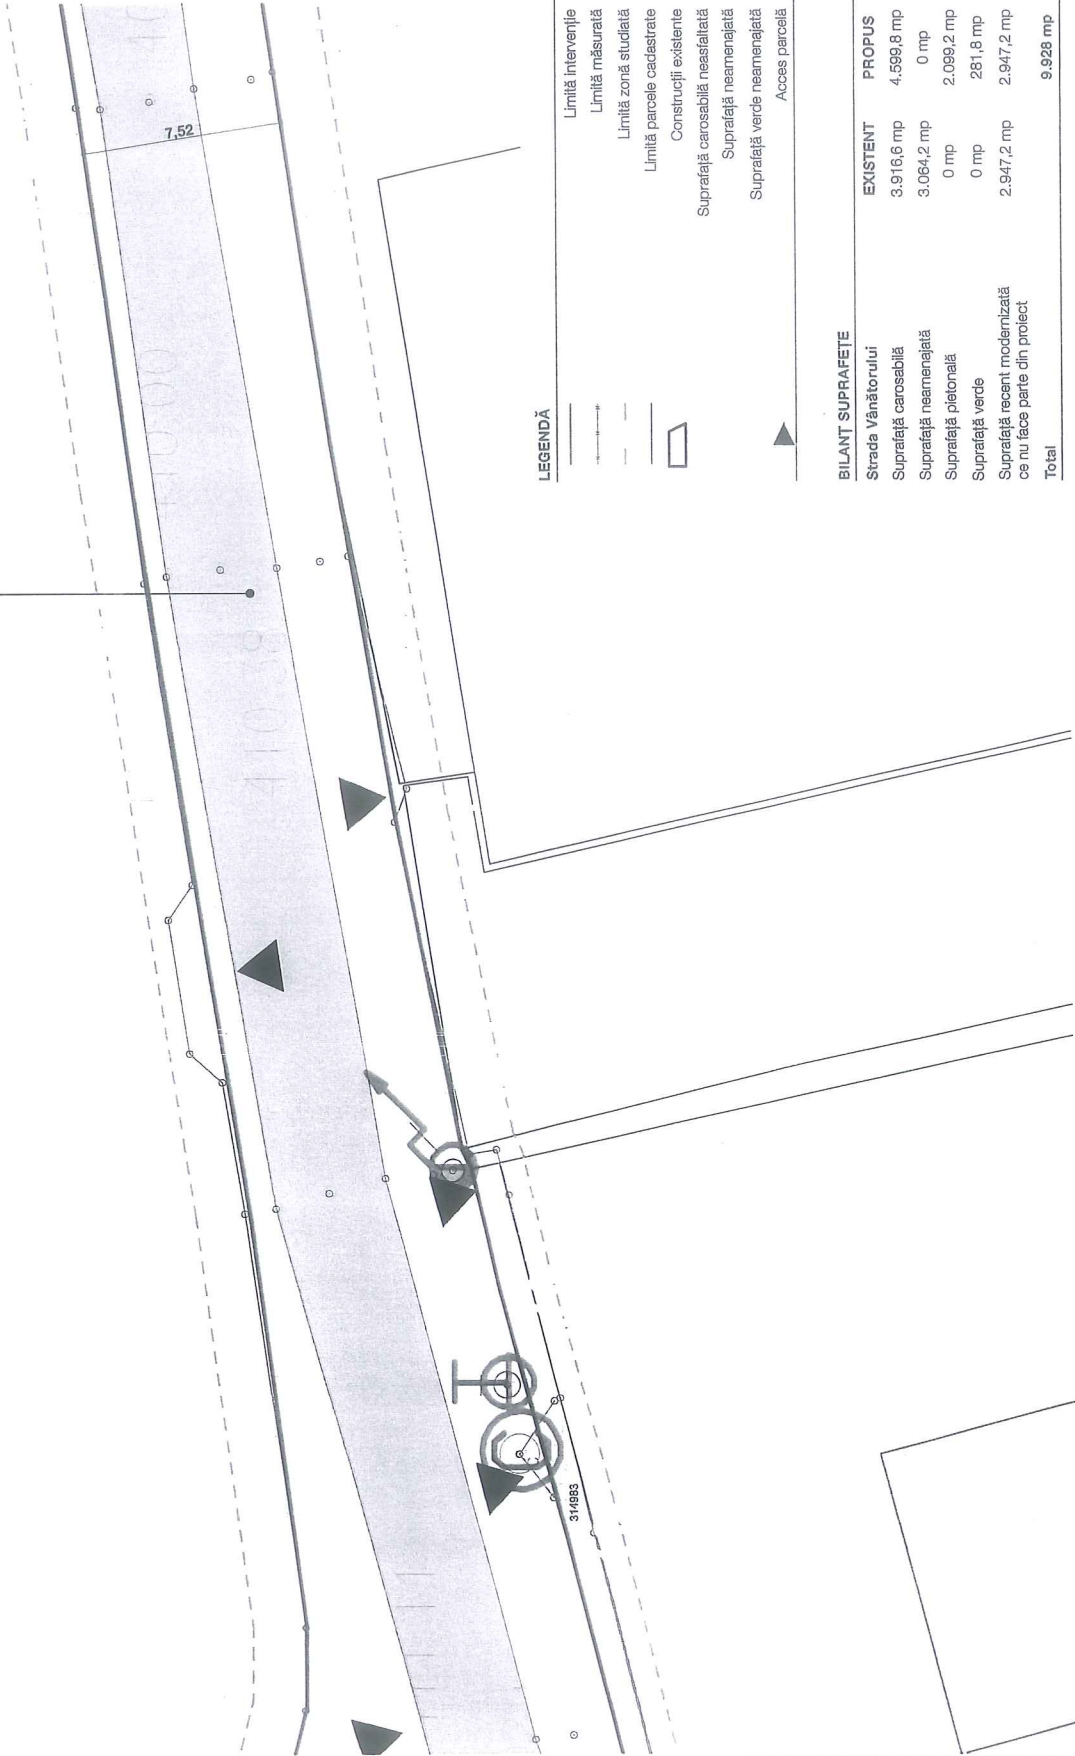 7,52
410.38
314983
LEGENDĂ
Limită intervenție
Limită măsurată
Limită zonă studiată
Limită parcele cadastrate
Construcții existente
Suprafață carosabilă neasfaltată
Suprafață neamenajată
Suprafață verde neamenajată
Acces parcelă
BILANȚ SUPRAFEȚE
Strada Vânătorului EXISTENT PROPUS
Suprafață carosabilă 3.916,6 mp 4.599,8 mp
Suprafață neamenajată 3.064,2 mp 0 mp
Suprafață pietonală 0 mp 2.099,2 mp
Suprafață verde 0 mp 281,8 mp
Suprafață recent modernizată 2.947,2 mp 2.947,2 mp
ce nu face parte din proiect
Total 9.928 mp